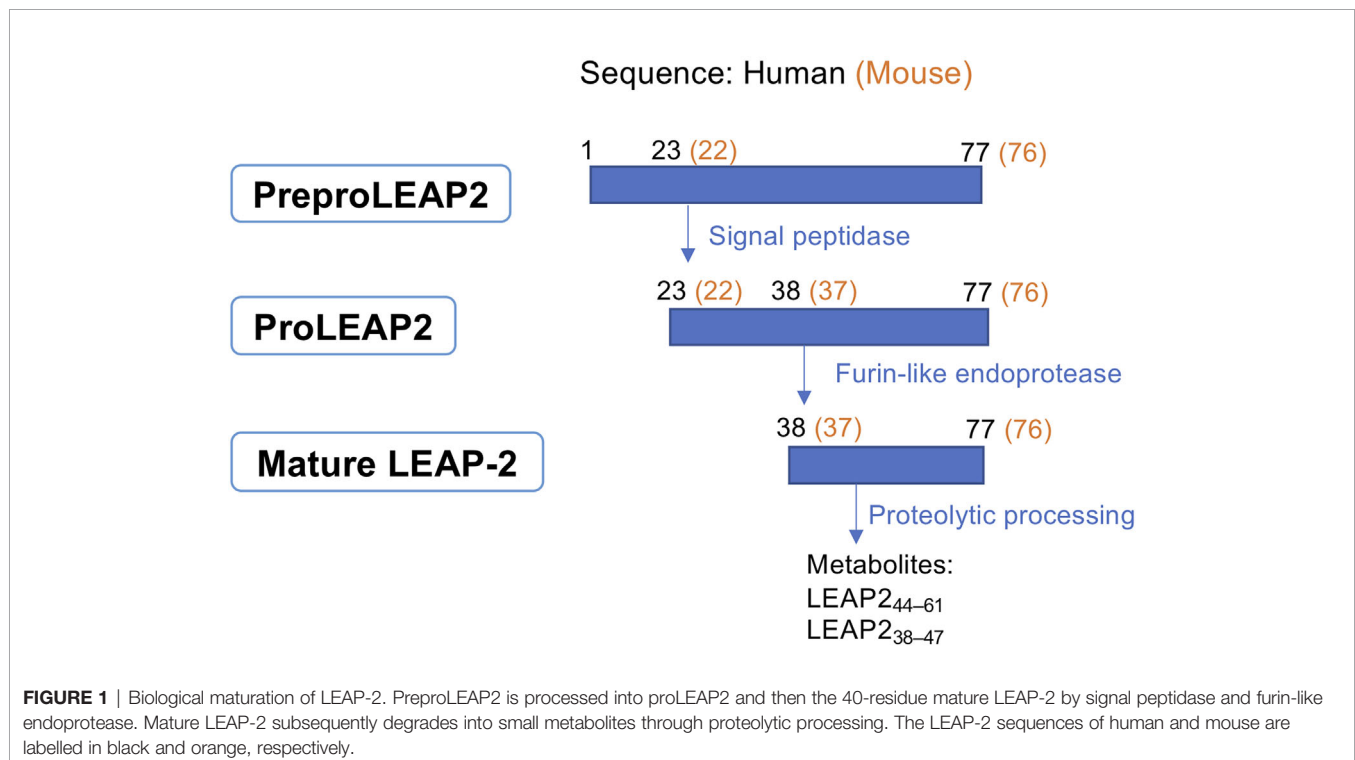 Sequence: Human (Mouse)
1 23 (22) 77 (76)
PreproLEAP2
Signal peptidase
23 (22) 38 (37) 77 (76)
ProLEAP2
Furin-like endoprotease
38 (37) 77 (76)
Mature LEAP-2
Proteolytic processing
Metabolites:
LEAP2₄₄₋₆₁
LEAP2₃₈₋₄₇
FIGURE 1 | Biological maturation of LEAP-2. PreproLEAP2 is processed into proLEAP2 and then the 40-residue mature LEAP-2 by signal peptidase and furin-like
endoprotease. Mature LEAP-2 subsequently degrades into small metabolites through proteolytic processing. The LEAP-2 sequences of human and mouse are
labelled in black and orange, respectively.